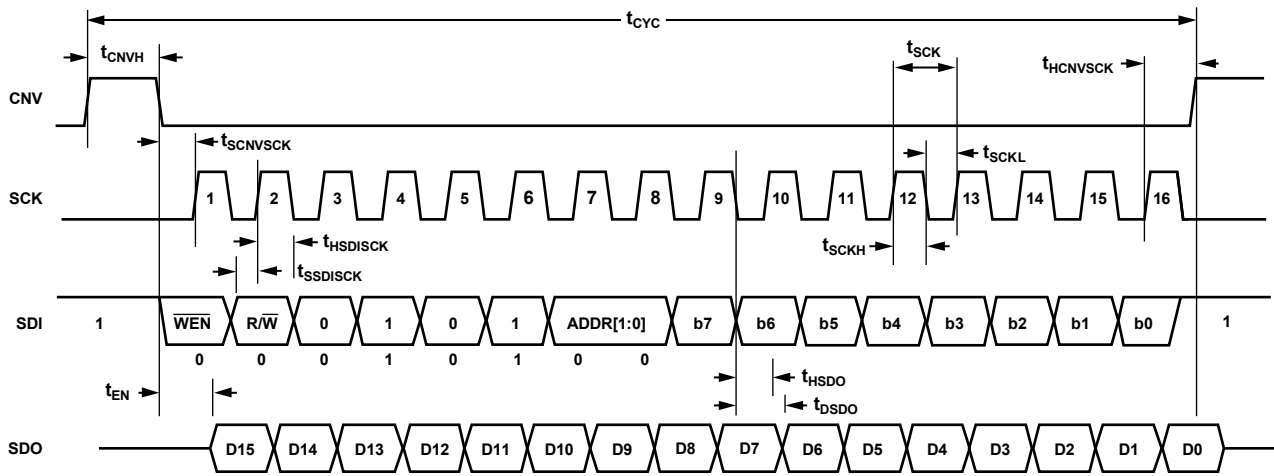 tCYC
tCNVH
tSCK
tHCNVSCK
CNV
tSCNVSCK
tSCKL
SCK
1 2 3 4 5 6 7 8 9 10 11 12 13 14 15 16
tHSDISCK
tSCKH
tSSDISCK
SDI
1 W̅E̅N̅ R/W̅ 0 1 0 1 ADDR[1:0] b7 b6 b5 b4 b3 b2 b1 b0 1
0 0 0 1 0 1 0 0
tEN
tHSDO
tDSDO
SDO
D15 D14 D13 D12 D11 D10 D9 D8 D7 D6 D5 D4 D3 D2 D1 D0